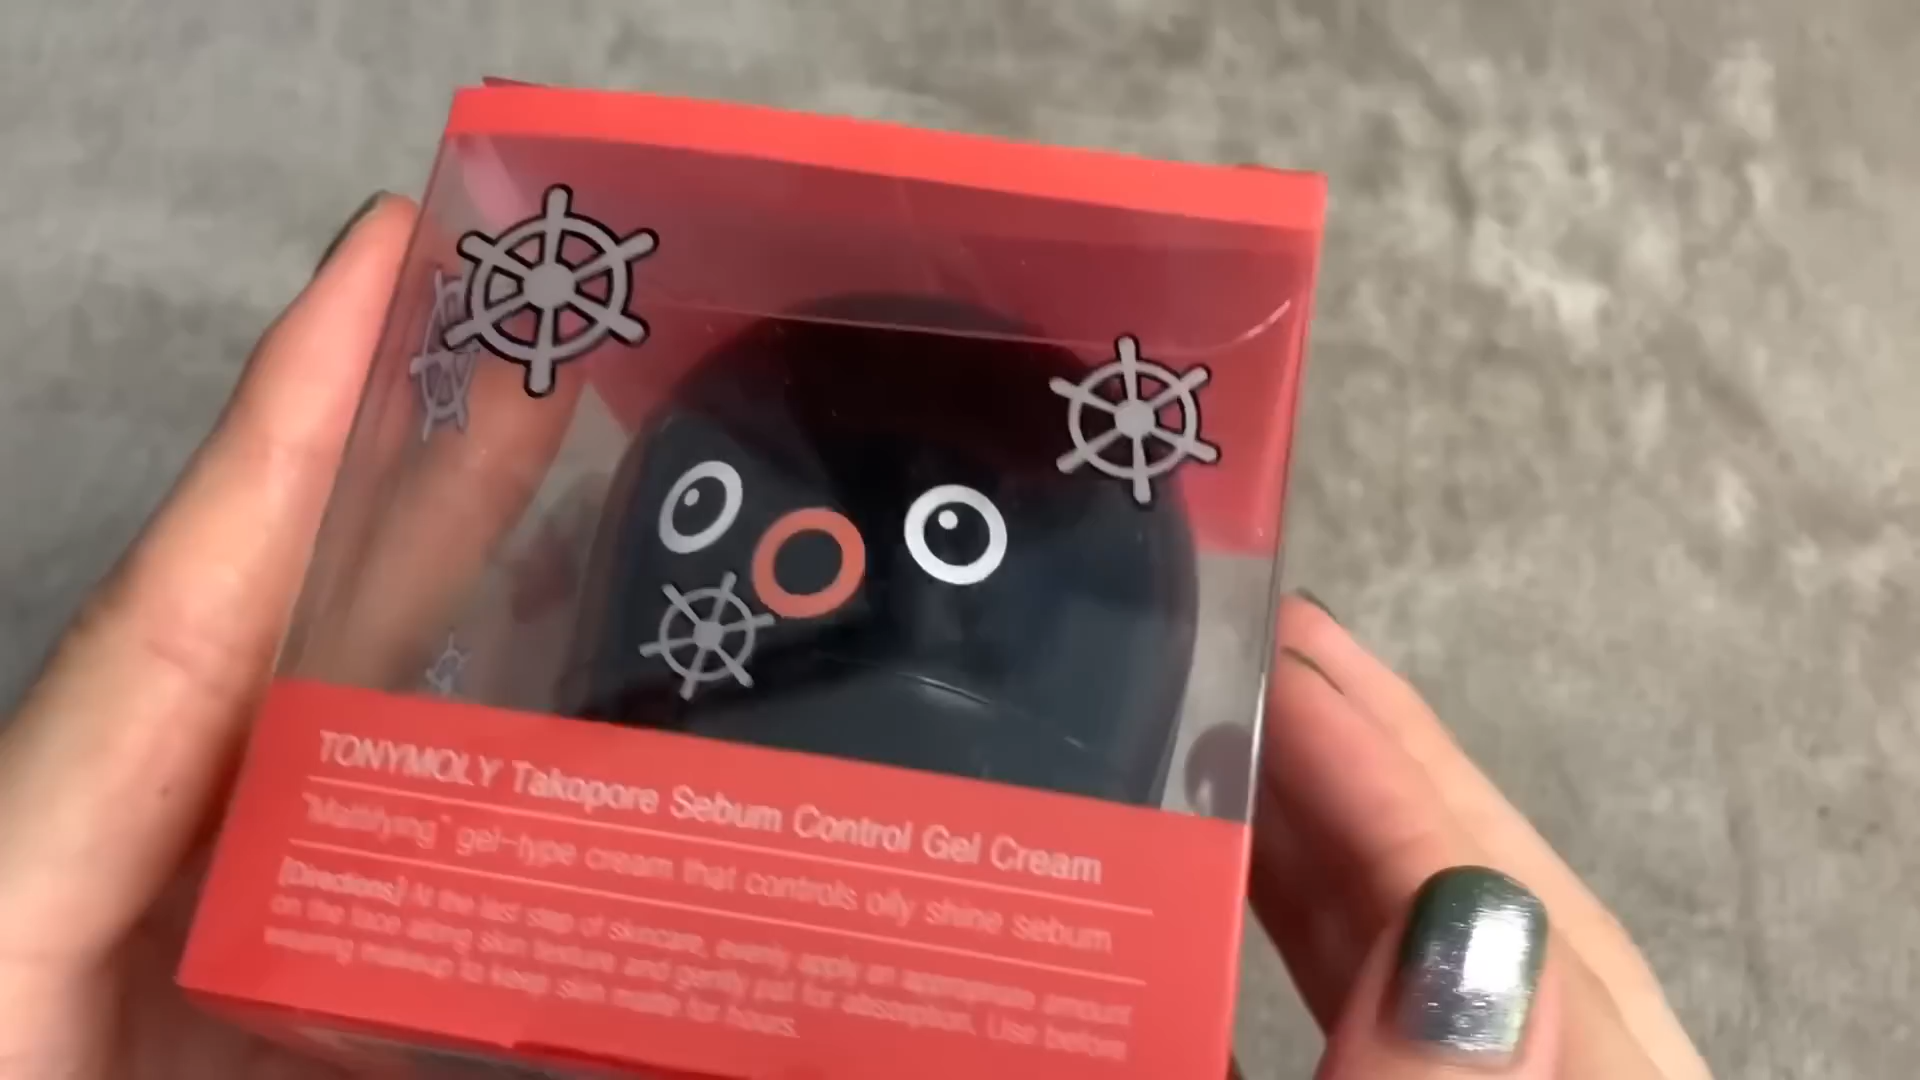 TONYMOLY Takopore Sebum Control Gel Cream
"Mattifying" gel-type cream that controls oily shine sebum
[Directions] At the last step of skincare, evenly apply an appropriate amount
on the face along skin texture and gently pat for absorption. Use before
wearing makeup to keep skin matte for hours.